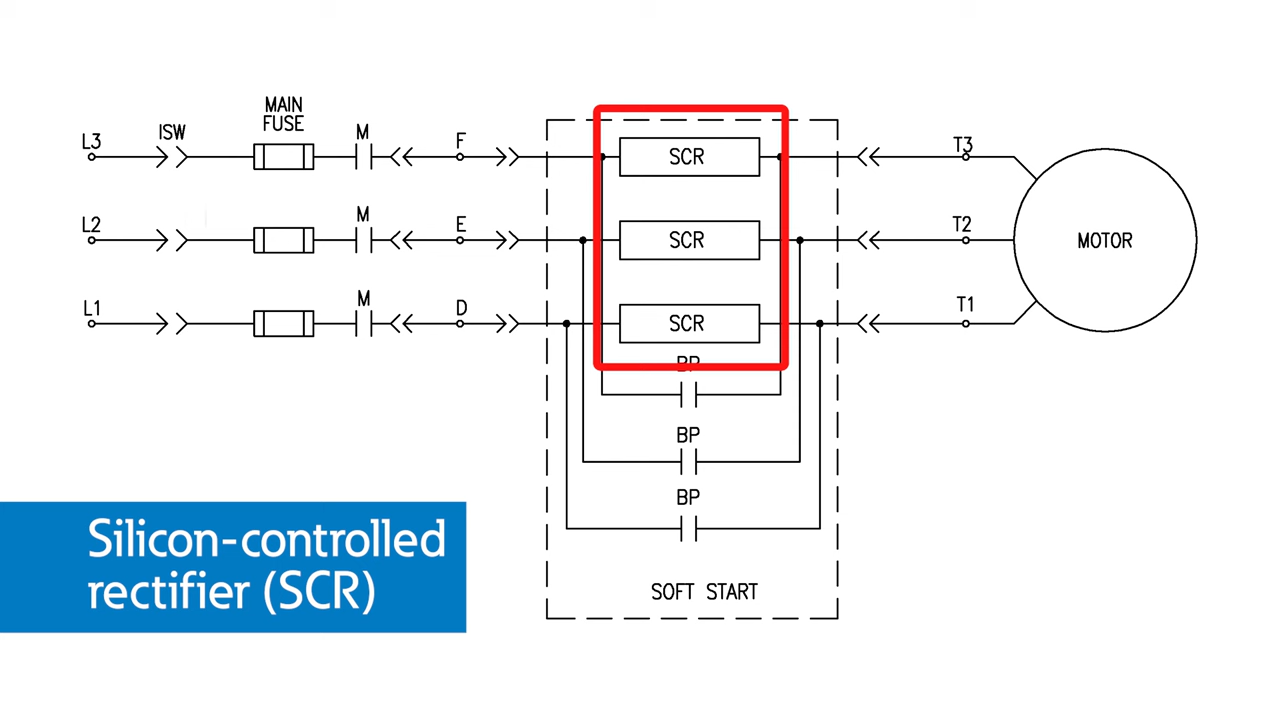 MAIN
FUSE
L3
ISW
M
F
SCR
T3
L2
M
E
SCR
T2
MOTOR
L1
M
D
SCR
T1
BP
BP
BP
SOFT START
Silicon-controlled
rectifier (SCR)